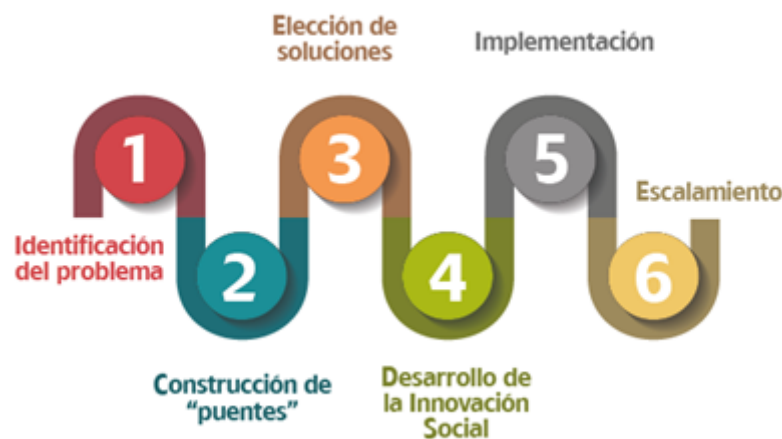 1
Identificación
del problema
2
Construcción de
“puentes”
3
Elección de
soluciones
4
Desarrollo de
la Innovación
Social
5
Implementación
6
Escalamiento